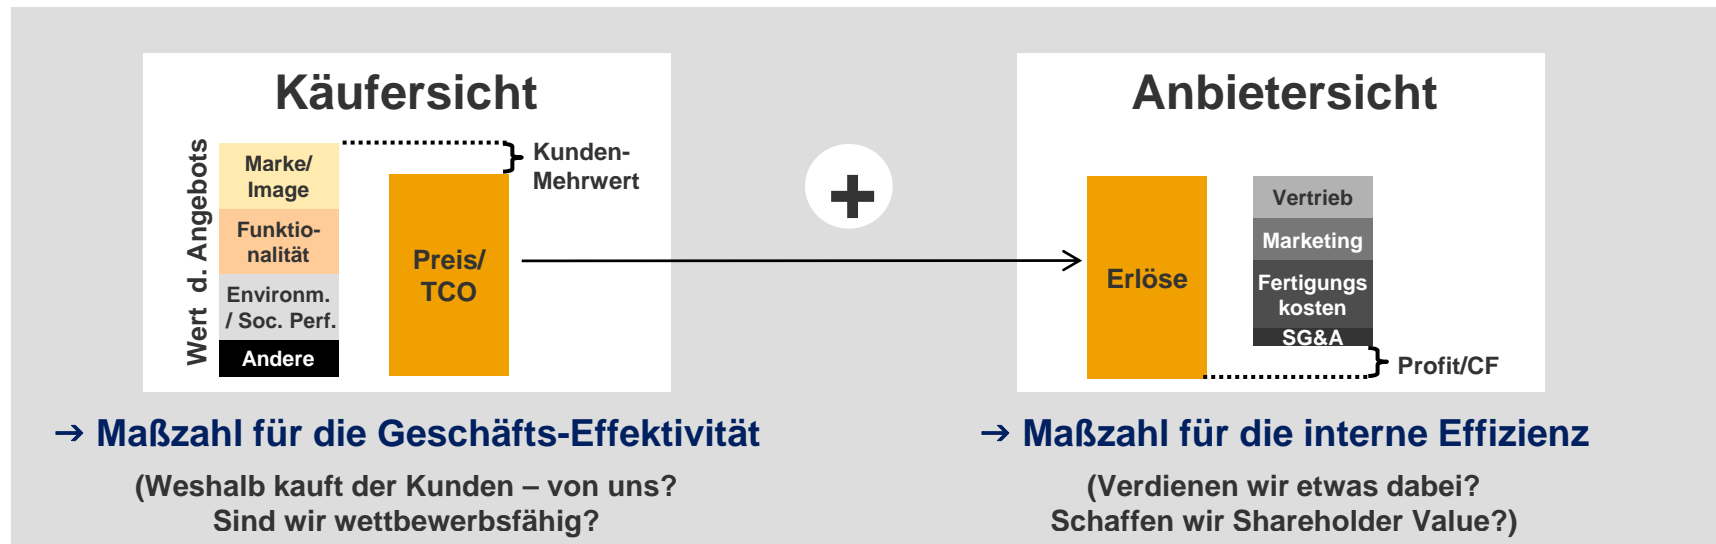 Käufersicht
Wert d. Angebots
Marke/
Image
Funktio-
nalität
Environm.
/ Soc. Perf.
Andere
Preis/
TCO
Kunden-
Mehrwert
+
Anbietersicht
Erlöse
Vertrieb
Marketing
Fertigungs
kosten
SG&A
Profit/CF
→ Maßzahl für die Geschäfts-Effektivität
(Weshalb kauft der Kunden – von uns?
Sind wir wettbewerbsfähig?
→ Maßzahl für die interne Effizienz
(Verdienen wir etwas dabei?
Schaffen wir Shareholder Value?)